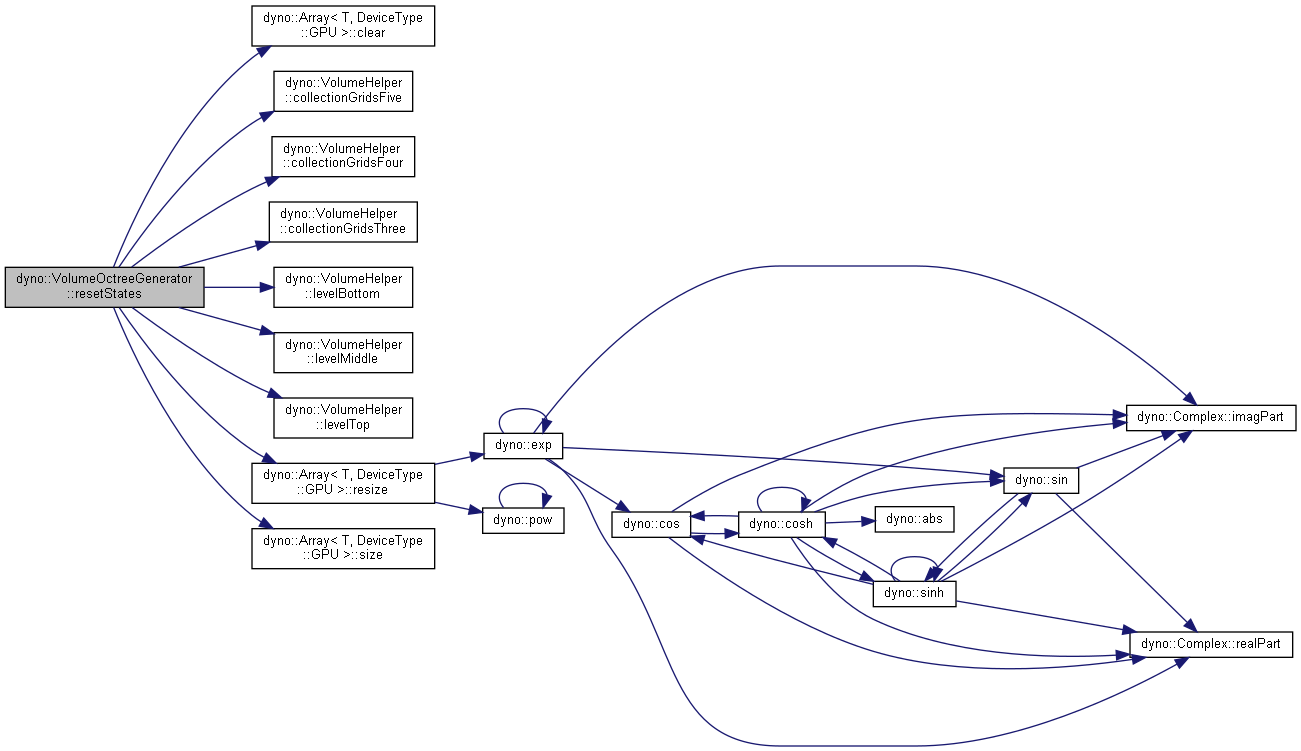 dyno::Array< T, DeviceType
::GPU >::clear
dyno::VolumeHelper
::collectionGridsFive
dyno::VolumeHelper
::collectionGridsFour
dyno::VolumeHelper
::collectionGridsThree
dyno::VolumeOctreeGenerator
::resetStates
dyno::VolumeHelper
::levelBottom
dyno::VolumeHelper
::levelMiddle
dyno::VolumeHelper
::levelTop
dyno::Array< T, DeviceType
::GPU >::resize
dyno::Array< T, DeviceType
::GPU >::size
dyno::exp
dyno::pow
dyno::cos
dyno::cosh
dyno::abs
dyno::sinh
dyno::sin
dyno::Complex::imagPart
dyno::Complex::realPart